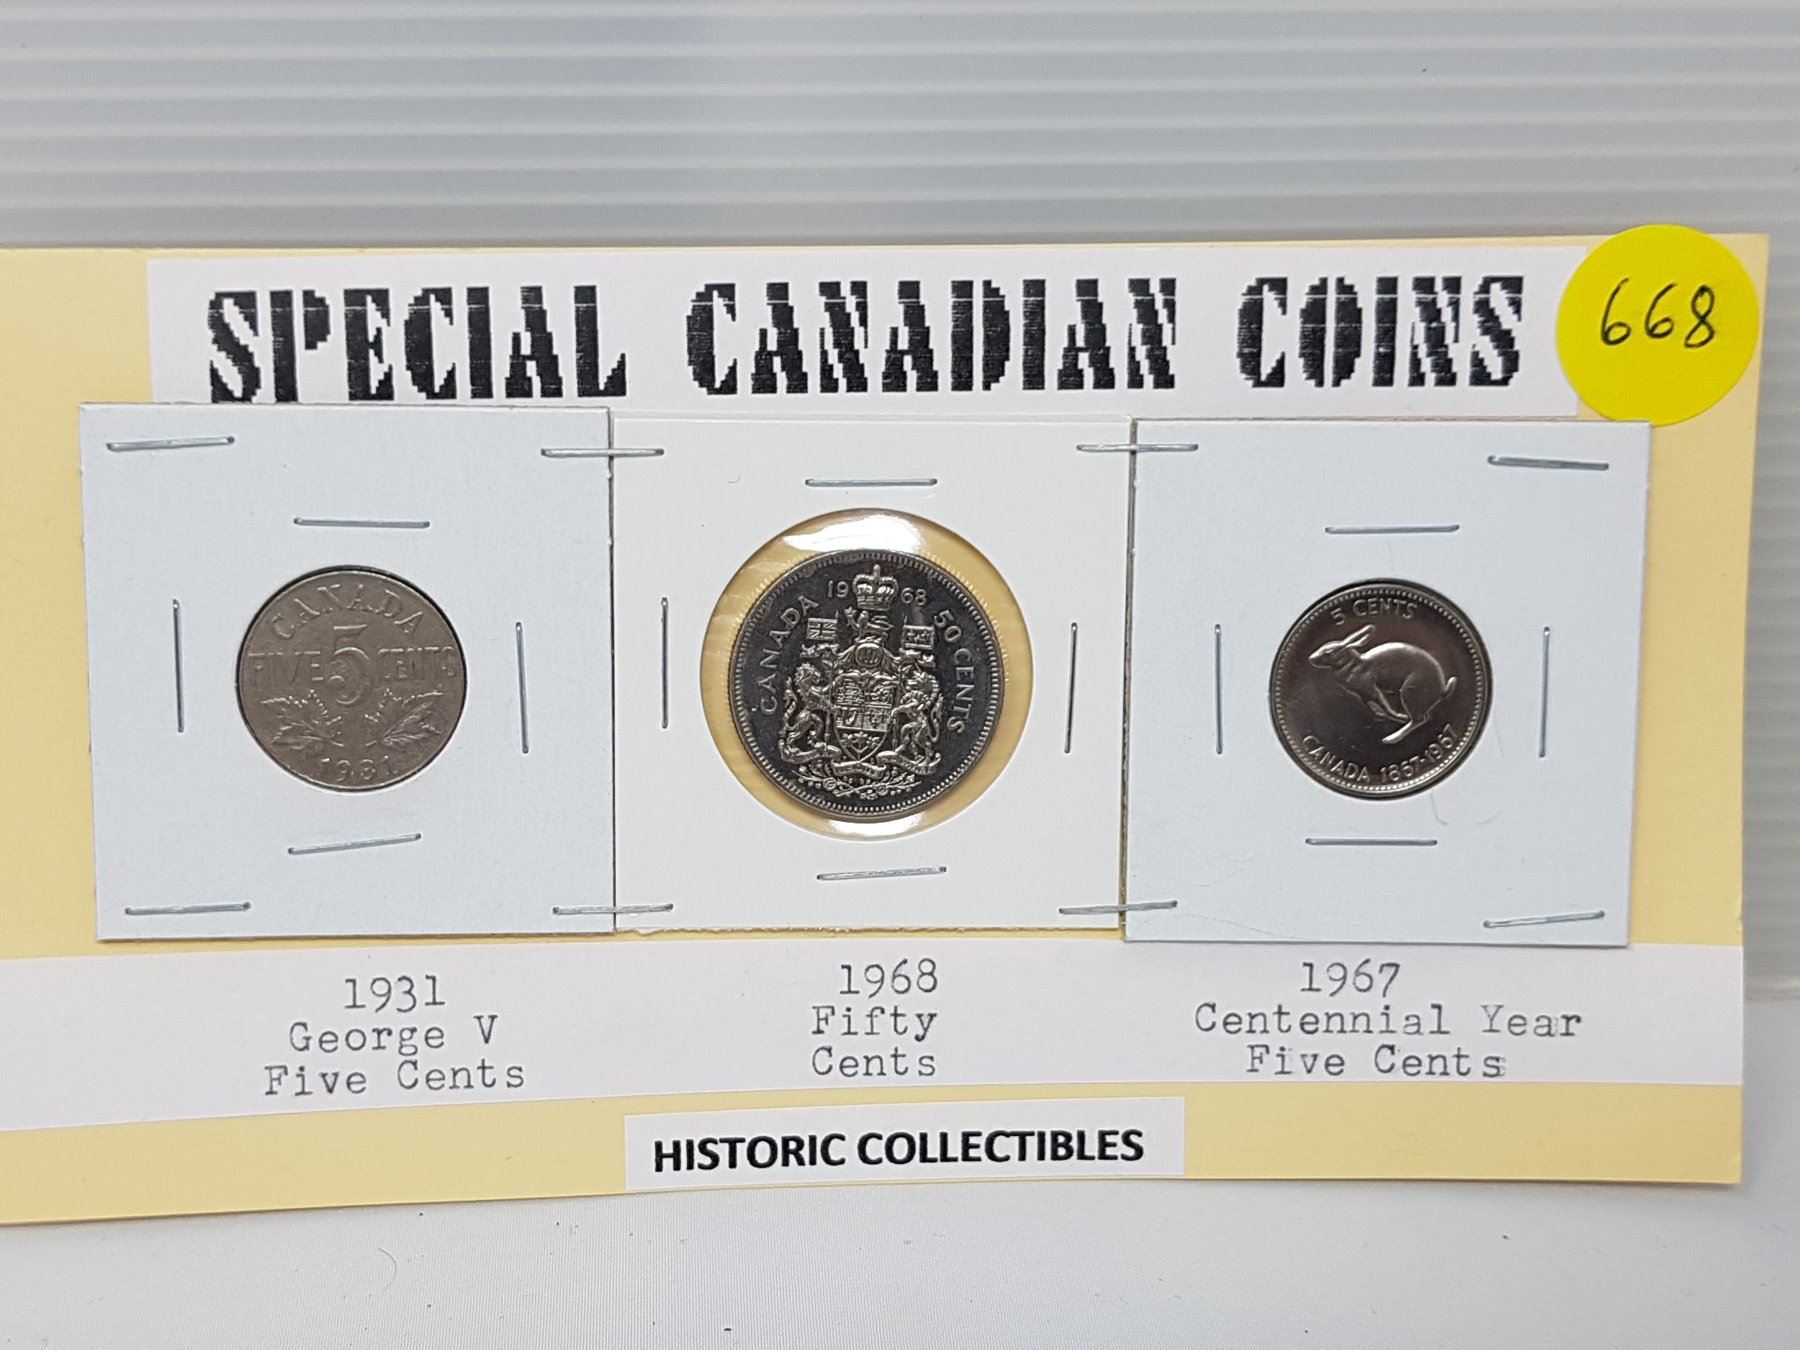 SPECIAL CANADIAN COINS
668
CANADA
FIVE 5 CENTS
1931
1968
CANADA
50 CENTS
5 CENTS
CANADA 1867-1967
1931
George V
Five Cents
1968
Fifty
Cents
1967
Centennial Year
Five Cents
HISTORIC COLLECTIBLES